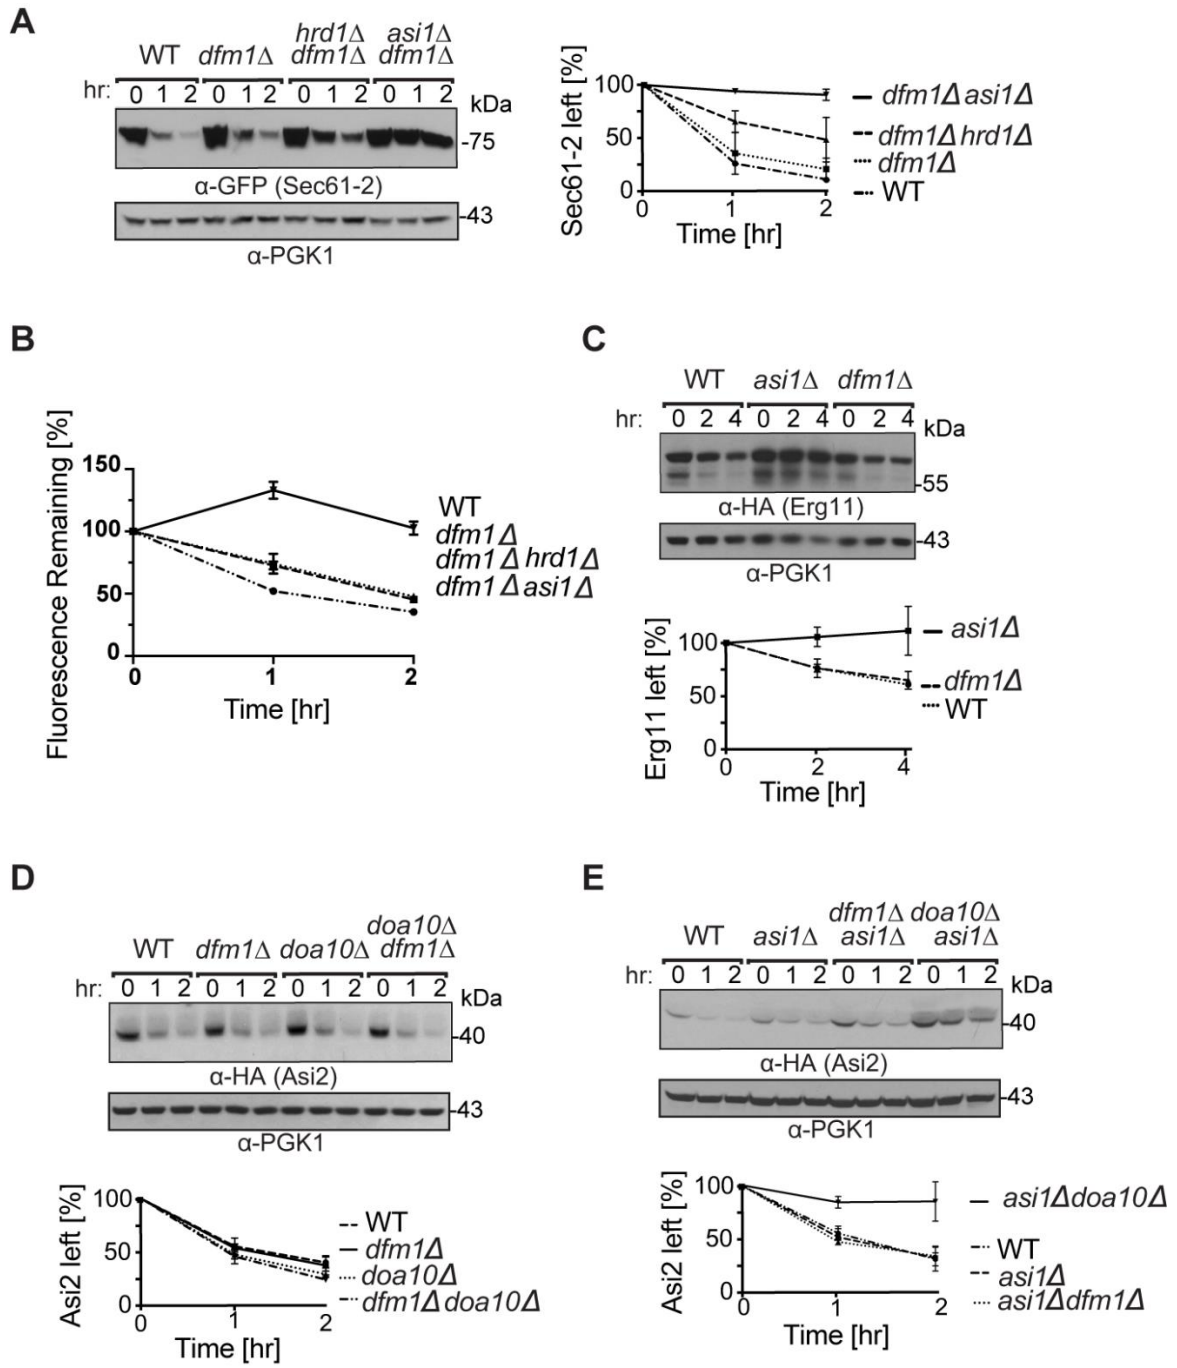 A
hrd1Δ asi1Δ
WT dfm1Δ dfm1Δ dfm1Δ
hr: 0 1 2 0 1 2 0 1 2 0 1 2 kDa
-75
α-GFP (Sec61-2)
-43
α-PGK1
Sec61-2 left [%]
100
50
0
0 1 2
Time [hr]
dfm1Δ asi1Δ
dfm1Δ hrd1Δ
dfm1Δ
WT
B
Fluorescence Remaining [%]
150
100
50
0
0 1 2
Time [hr]
WT
dfm1Δ
dfm1Δ hrd1Δ
dfm1Δ asi1Δ
C
WT asi1Δ dfm1Δ
hr: 0 2 4 0 2 4 0 2 4 kDa
-55
α-HA (Erg11)
-43
α-PGK1
Erg11 left [%]
100
50
0
0 2 4
Time [hr]
asi1Δ
dfm1Δ
WT
D
doa10Δ
WT dfm1Δ doa10Δ dfm1Δ
hr: 0 1 2 0 1 2 0 1 2 0 1 2 kDa
-40
α-HA (Asi2)
-43
α-PGK1
Asi2 left [%]
100
50
0
0 1 2
Time [hr]
WT
dfm1Δ
doa10Δ
dfm1Δdoa10Δ
E
dfm1Δ doa10Δ
WT asi1Δ asi1Δ asi1Δ
hr: 0 1 2 0 1 2 0 1 2 0 1 2 kDa
-40
α-HA (Asi2)
-43
α-PGK1
Asi2 left [%]
100
50
0
0 1 2
Time [hr]
asi1Δdoa10Δ
WT
asi1Δ
asi1Δdfm1Δ